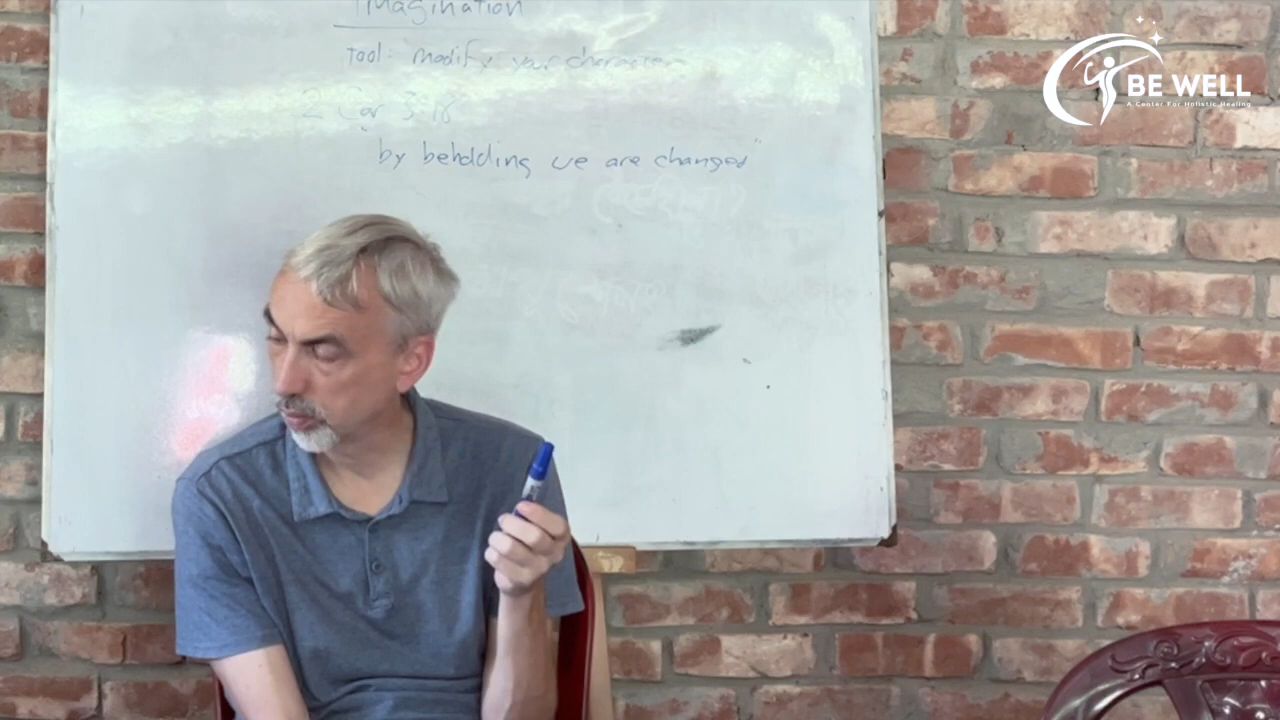 Imagination
Tool: modify your character
2 Cor 3:18
"by beholding we are changed"
BE WELL
A Center For Holistic Healing